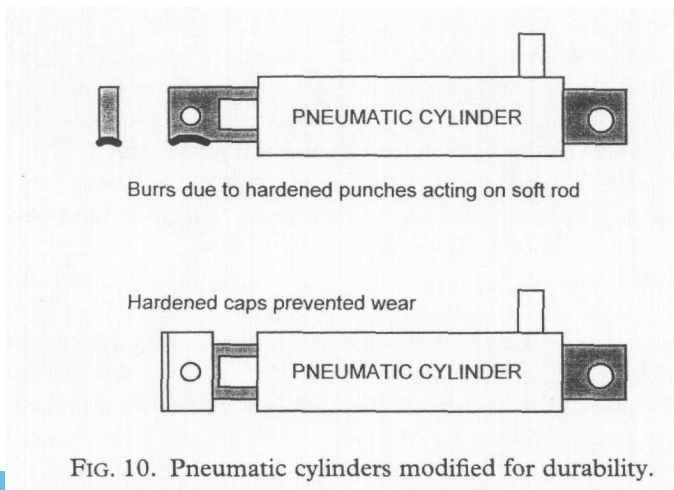 PNEUMATIC CYLINDER
Burrs due to hardened punches acting on soft rod
Hardened caps prevented wear
PNEUMATIC CYLINDER
FIG. 10. Pneumatic cylinders modified for durability.